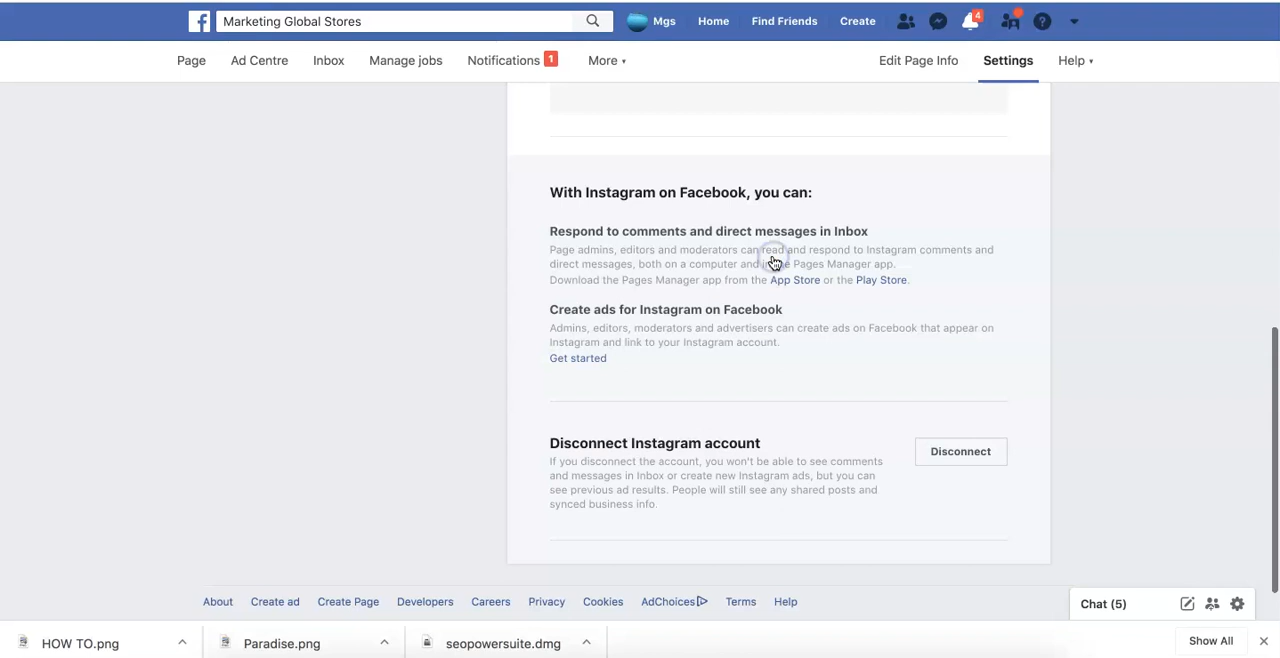 Marketing Global Stores
Mgs Home Find Friends Create 4
Page Ad Centre Inbox Manage jobs Notifications 1 More Edit Page Info Settings Help
With Instagram on Facebook, you can:
Respond to comments and direct messages in Inbox
Page admins, editors and moderators can read and respond to Instagram comments and
direct messages, both on a computer and in the Pages Manager app.
Download the Pages Manager app from the App Store or the Play Store.
Create ads for Instagram on Facebook
Admins, editors, moderators and advertisers can create ads on Facebook that appear on
Instagram and link to your Instagram account.
Get started
Disconnect Instagram account
Disconnect
If you disconnect the account, you won't be able to see comments
and messages in Inbox or create new Instagram ads, but you can
see previous ad results. People will still see any shared posts and
synced business info.
About Create ad Create Page Developers Careers Privacy Cookies AdChoices Terms Help
Chat (5)
HOW TO.png Paradise.png seopowersuite.dmg Show All